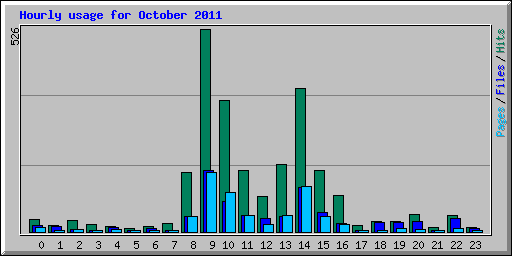 Hourly usage for October 2011
526
Pages/Files/Hits
0 1 2 3 4 5 6 7 8 9 10 11 12 13 14 15 16 17 18 19 20 21 22 23